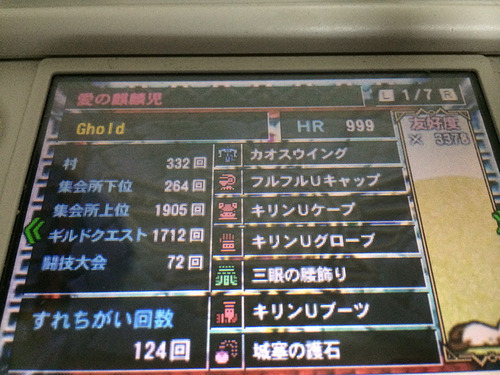 愛の麒麟児 L 1/7 R
Ghold HR 999 友好度
× 3378
村 332回 カオスウイング
集会所下位 264回 フルフルUキャップ
集会所上位 1905回 キリンUケープ
ギルドクエスト 1712回 キリンUグローブ
闘技大会 72回 三眼の腰飾り
すれちがい回数 キリンUブーツ
124回 城塞の護石